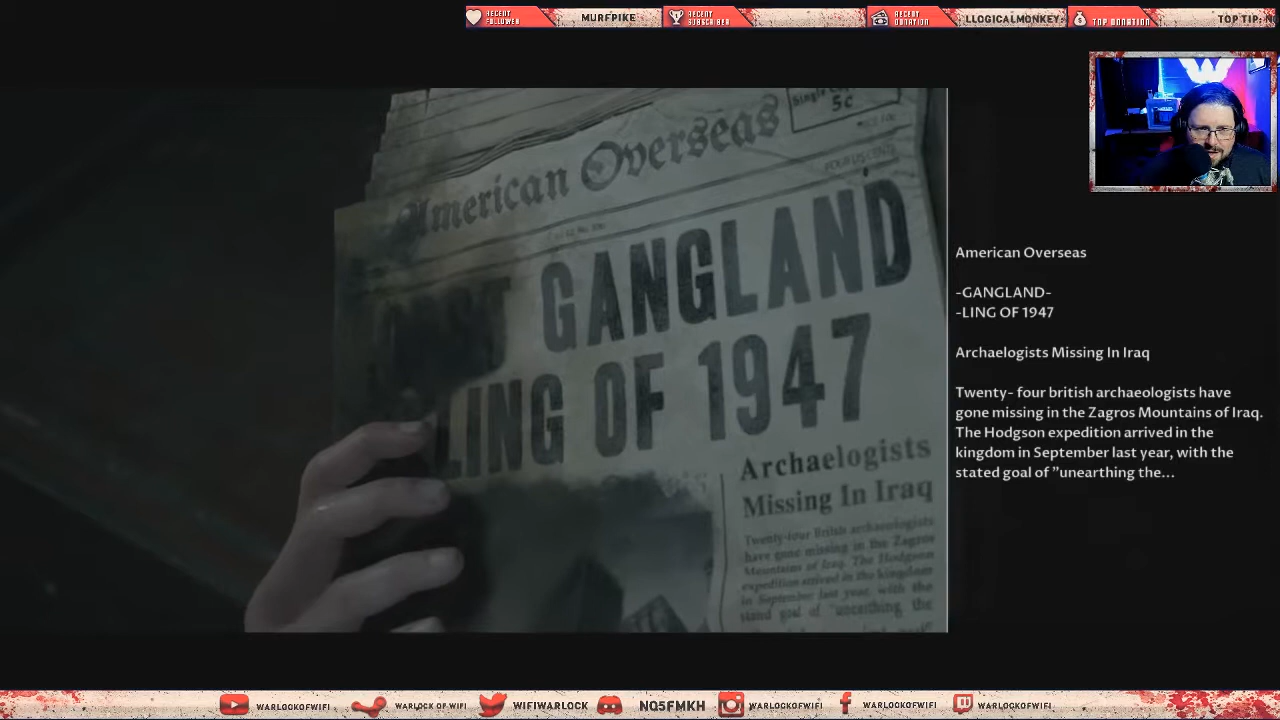 RECENT FOLLOWER
MURFPIKE
RECENT SUBSCRIBER
RECENT DONATION
LLOGICALMONKEY
TOP DONATION
TOP TIP:
5c
American Overseas
GANGLAND
LING OF 1947
Archaelogists
Missing In Iraq
Twenty-four British archaeologists
have gone missing in the Zagros
Mountains of Iraq. The Hodgson
expedition arrived in the kingdom
in September last year, with the
goal of "unearthing the
American Overseas
-GANGLAND-
-LING OF 1947
Archaelogists Missing In Iraq
Twenty- four british archaeologists have
gone missing in the Zagros Mountains of Iraq.
The Hodgson expedition arrived in the
kingdom in September last year, with the
stated goal of "unearthing the...
WARLOCKOFWIFI
WARLOCK OF WIFI
WIFIWARLOCK
NQ5FMKH
WARLOCKOFWIFI
WARLOCKOFWIFI
WARLOCKOFWIFI